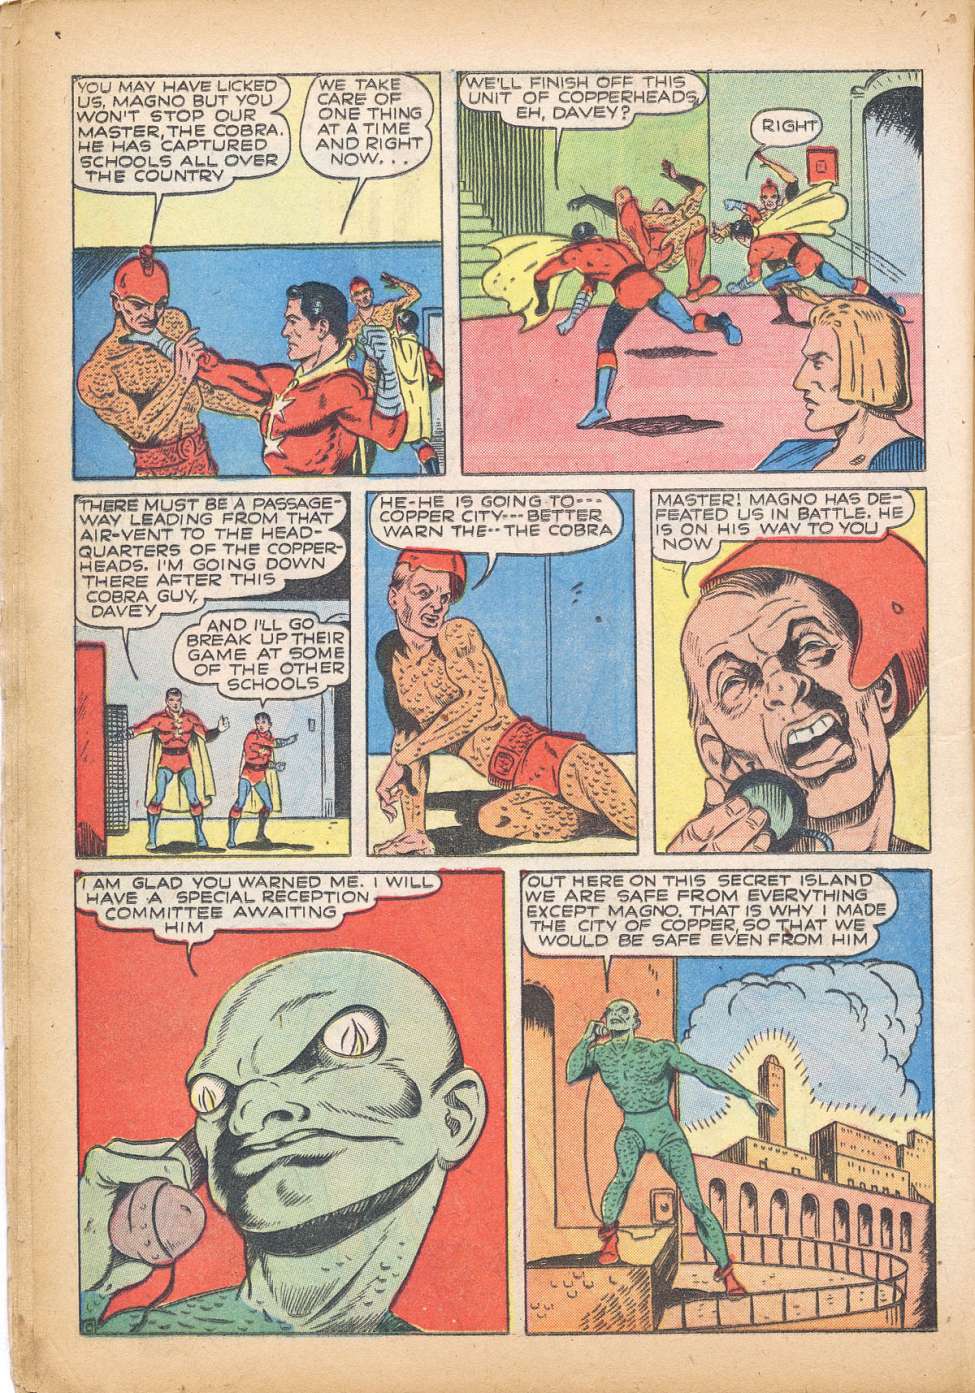 YOU MAY HAVE LICKED
US, MAGNO BUT YOU
WON'T STOP OUR
MASTER, THE COBRA.
HE HAS CAPTURED
SCHOOLS ALL OVER
THE COUNTRY
WE TAKE
CARE OF
ONE THING
AT A TIME
AND RIGHT
NOW...
WE'LL FINISH OFF THIS
UNIT OF COPPERHEADS,
EH, DAVEY?
RIGHT
THERE MUST BE A PASSAGE-
WAY LEADING FROM THAT
AIR-VENT TO THE HEAD-
QUARTERS OF THE COPPER-
HEADS. I'M GOING DOWN
THERE AFTER THIS
COBRA GUY,
DAVEY
AND I'LL GO
BREAK UP THEIR
GAME AT SOME
OF THE OTHER
SCHOOLS
HE-HE IS GOING TO---
COPPER CITY---BETTER
WARN THE--THE COBRA
MASTER! MAGNO HAS DE-
FEATED US IN BATTLE. HE
IS ON HIS WAY TO YOU
NOW
I AM GLAD YOU WARNED ME. I WILL
HAVE A SPECIAL RECEPTION
COMMITTEE AWAITING
HIM
OUT HERE ON THIS SECRET ISLAND
WE ARE SAFE FROM EVERYTHING
EXCEPT MAGNO. THAT IS WHY I MADE
THE CITY OF COPPER, SO THAT WE
WOULD BE SAFE EVEN FROM HIM